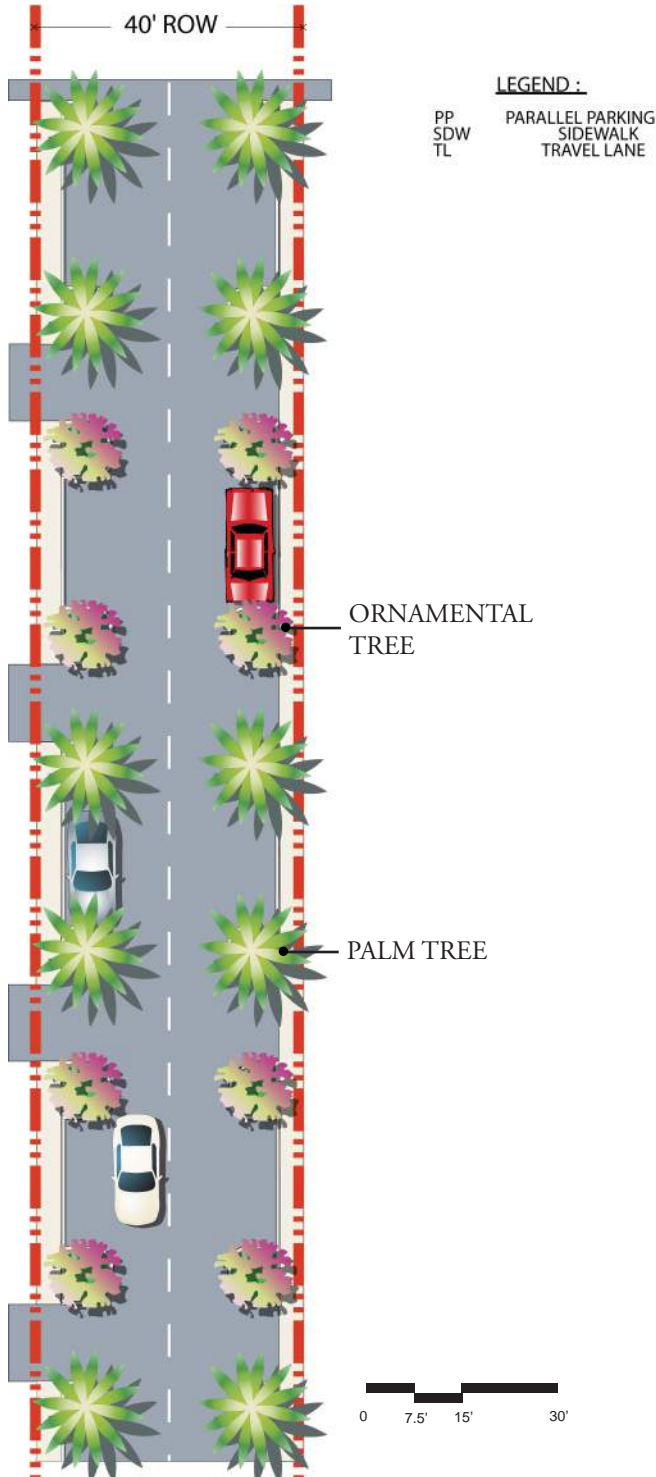 40' ROW
LEGEND :
PP PARALLEL PARKING
SDW SIDEWALK
TL TRAVEL LANE
ORNAMENTAL
TREE
PALM TREE
0 7.5' 15' 30'